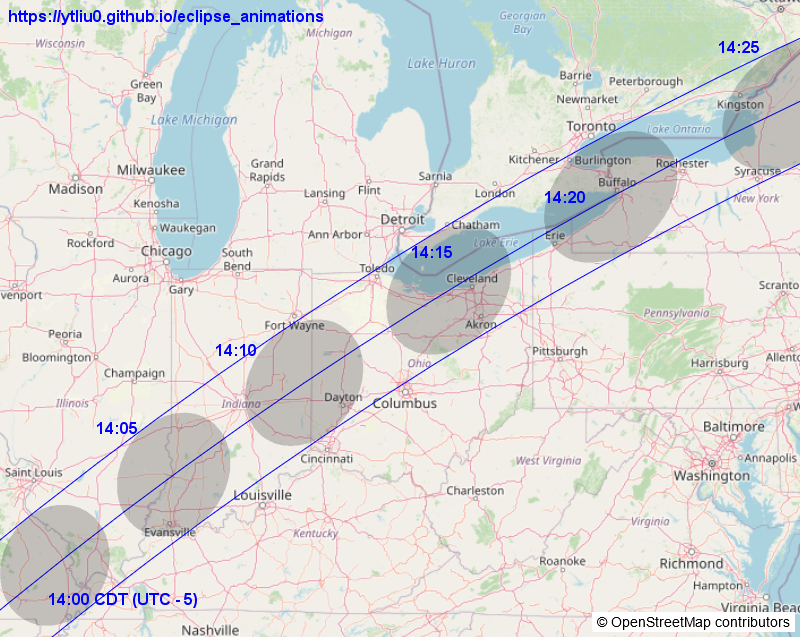 https://ytliu0.github.io/eclipse_animations
Ottawa
Georgian
Bay
Wisconsin
Michigan
14:25
Lake Huron
Barrie
Peterborough
Green
Bay
Newmarket
Kingston
Lake Michigan
Toronto
Lake Ontario
Milwaukee
Grand
Rapids
Kitchener
Burlington
Rochester
Syracuse
Madison
Sarnia
Flint
Buffalo
Lansing
London
14:20
New York
Kenosha
Detroit
Chatham
Waukegan
Ann Arbor
Erie
Rockford
Lake Erie
Chicago
South
Bend
14:15
Toledo
Cleveland
Aurora
Gary
Scranto
venport
Pennsylvania
Fort Wayne
Akron
Peoria
14:10
Pittsburgh
Bloomington
Allento
Ohio
Harrisburg
Champaign
Dayton
Illinois
Indiana
Columbus
14:05
Baltimore
Cincinnati
Annapolis
West Virginia
Saint Louis
Washington
Louisville
Charleston
Virginia
Evansville
Kentucky
Roanoke
Richmond
Hampton
14:00 CDT (UTC - 5)
Virginia Beac
Nashville
© OpenStreetMap contributors